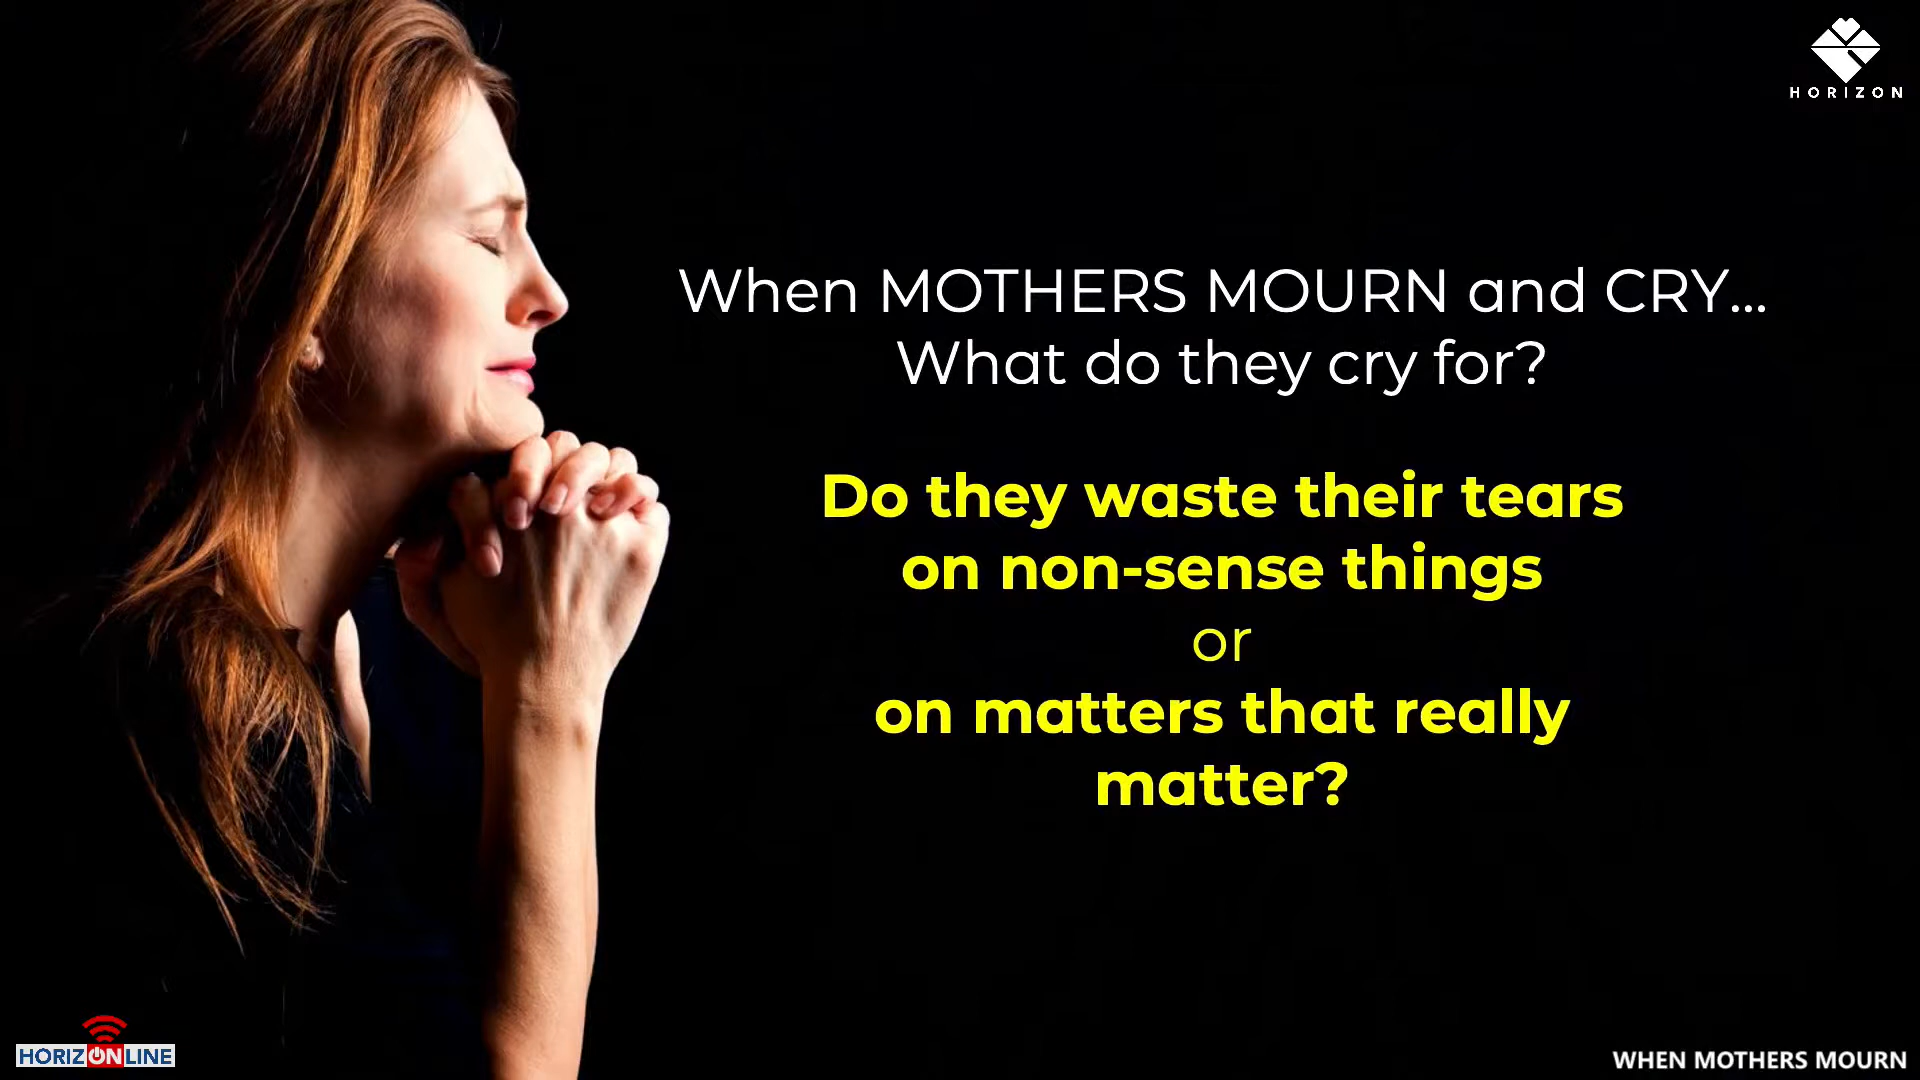 HORIZON
When MOTHERS MOURN and CRY...
What do they cry for?
Do they waste their tears
on non-sense things
or
on matters that really
matter?
HORIZONLINE
WHEN MOTHERS MOURN